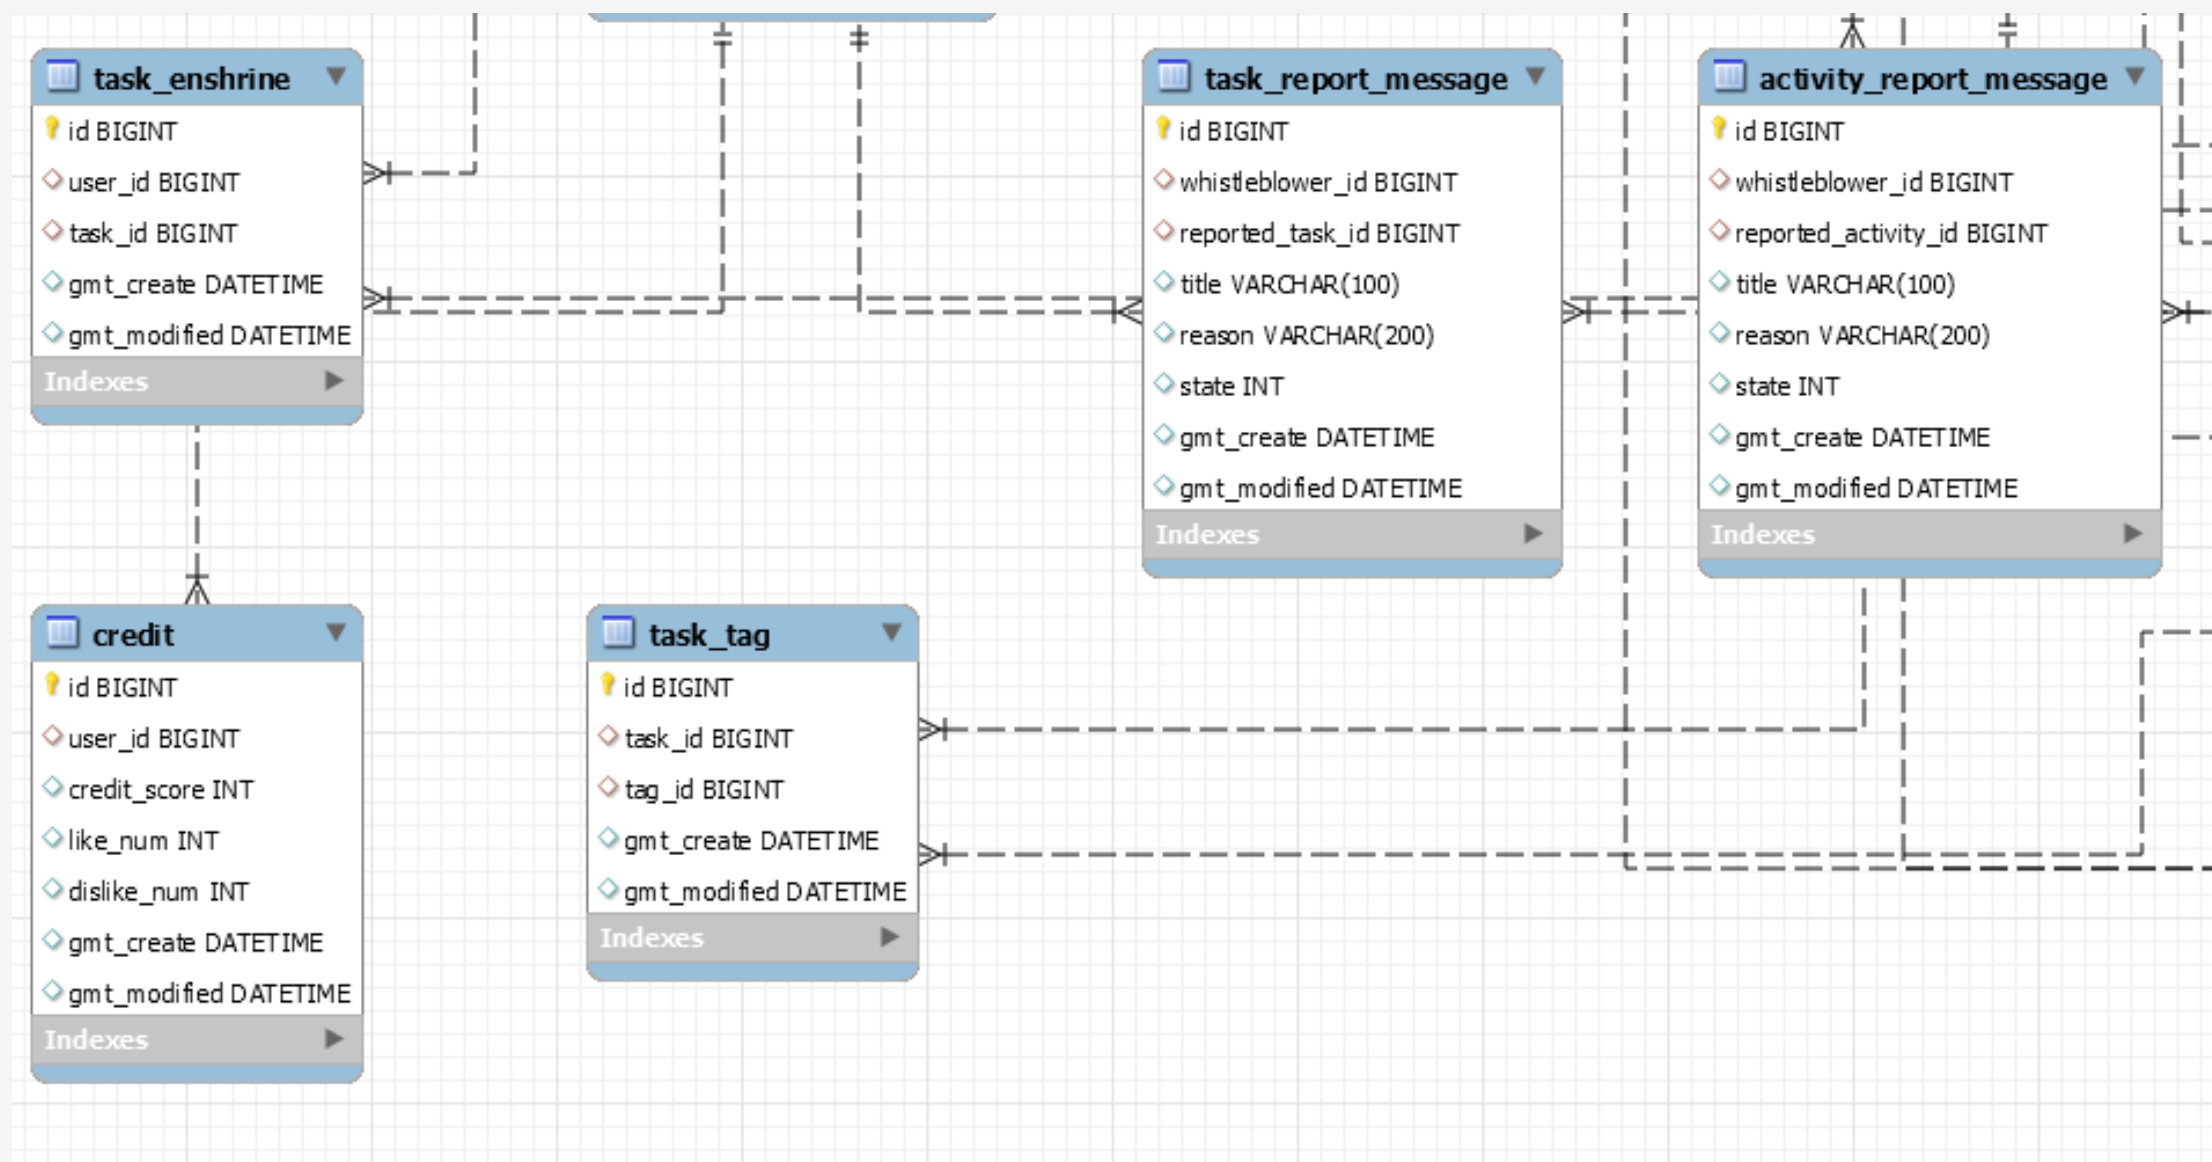 task_enshrine
id BIGINT
user_id BIGINT
task_id BIGINT
gmt_create DATETIME
gmt_modified DATETIME
Indexes
task_report_message
id BIGINT
whistleblower_id BIGINT
reported_task_id BIGINT
title VARCHAR(100)
reason VARCHAR(200)
state INT
gmt_create DATETIME
gmt_modified DATETIME
Indexes
activity_report_message
id BIGINT
whistleblower_id BIGINT
reported_activity_id BIGINT
title VARCHAR(100)
reason VARCHAR(200)
state INT
gmt_create DATETIME
gmt_modified DATETIME
Indexes
credit
id BIGINT
user_id BIGINT
credit_score INT
like_num INT
dislike_num INT
gmt_create DATETIME
gmt_modified DATETIME
Indexes
task_tag
id BIGINT
task_id BIGINT
tag_id BIGINT
gmt_create DATETIME
gmt_modified DATETIME
Indexes